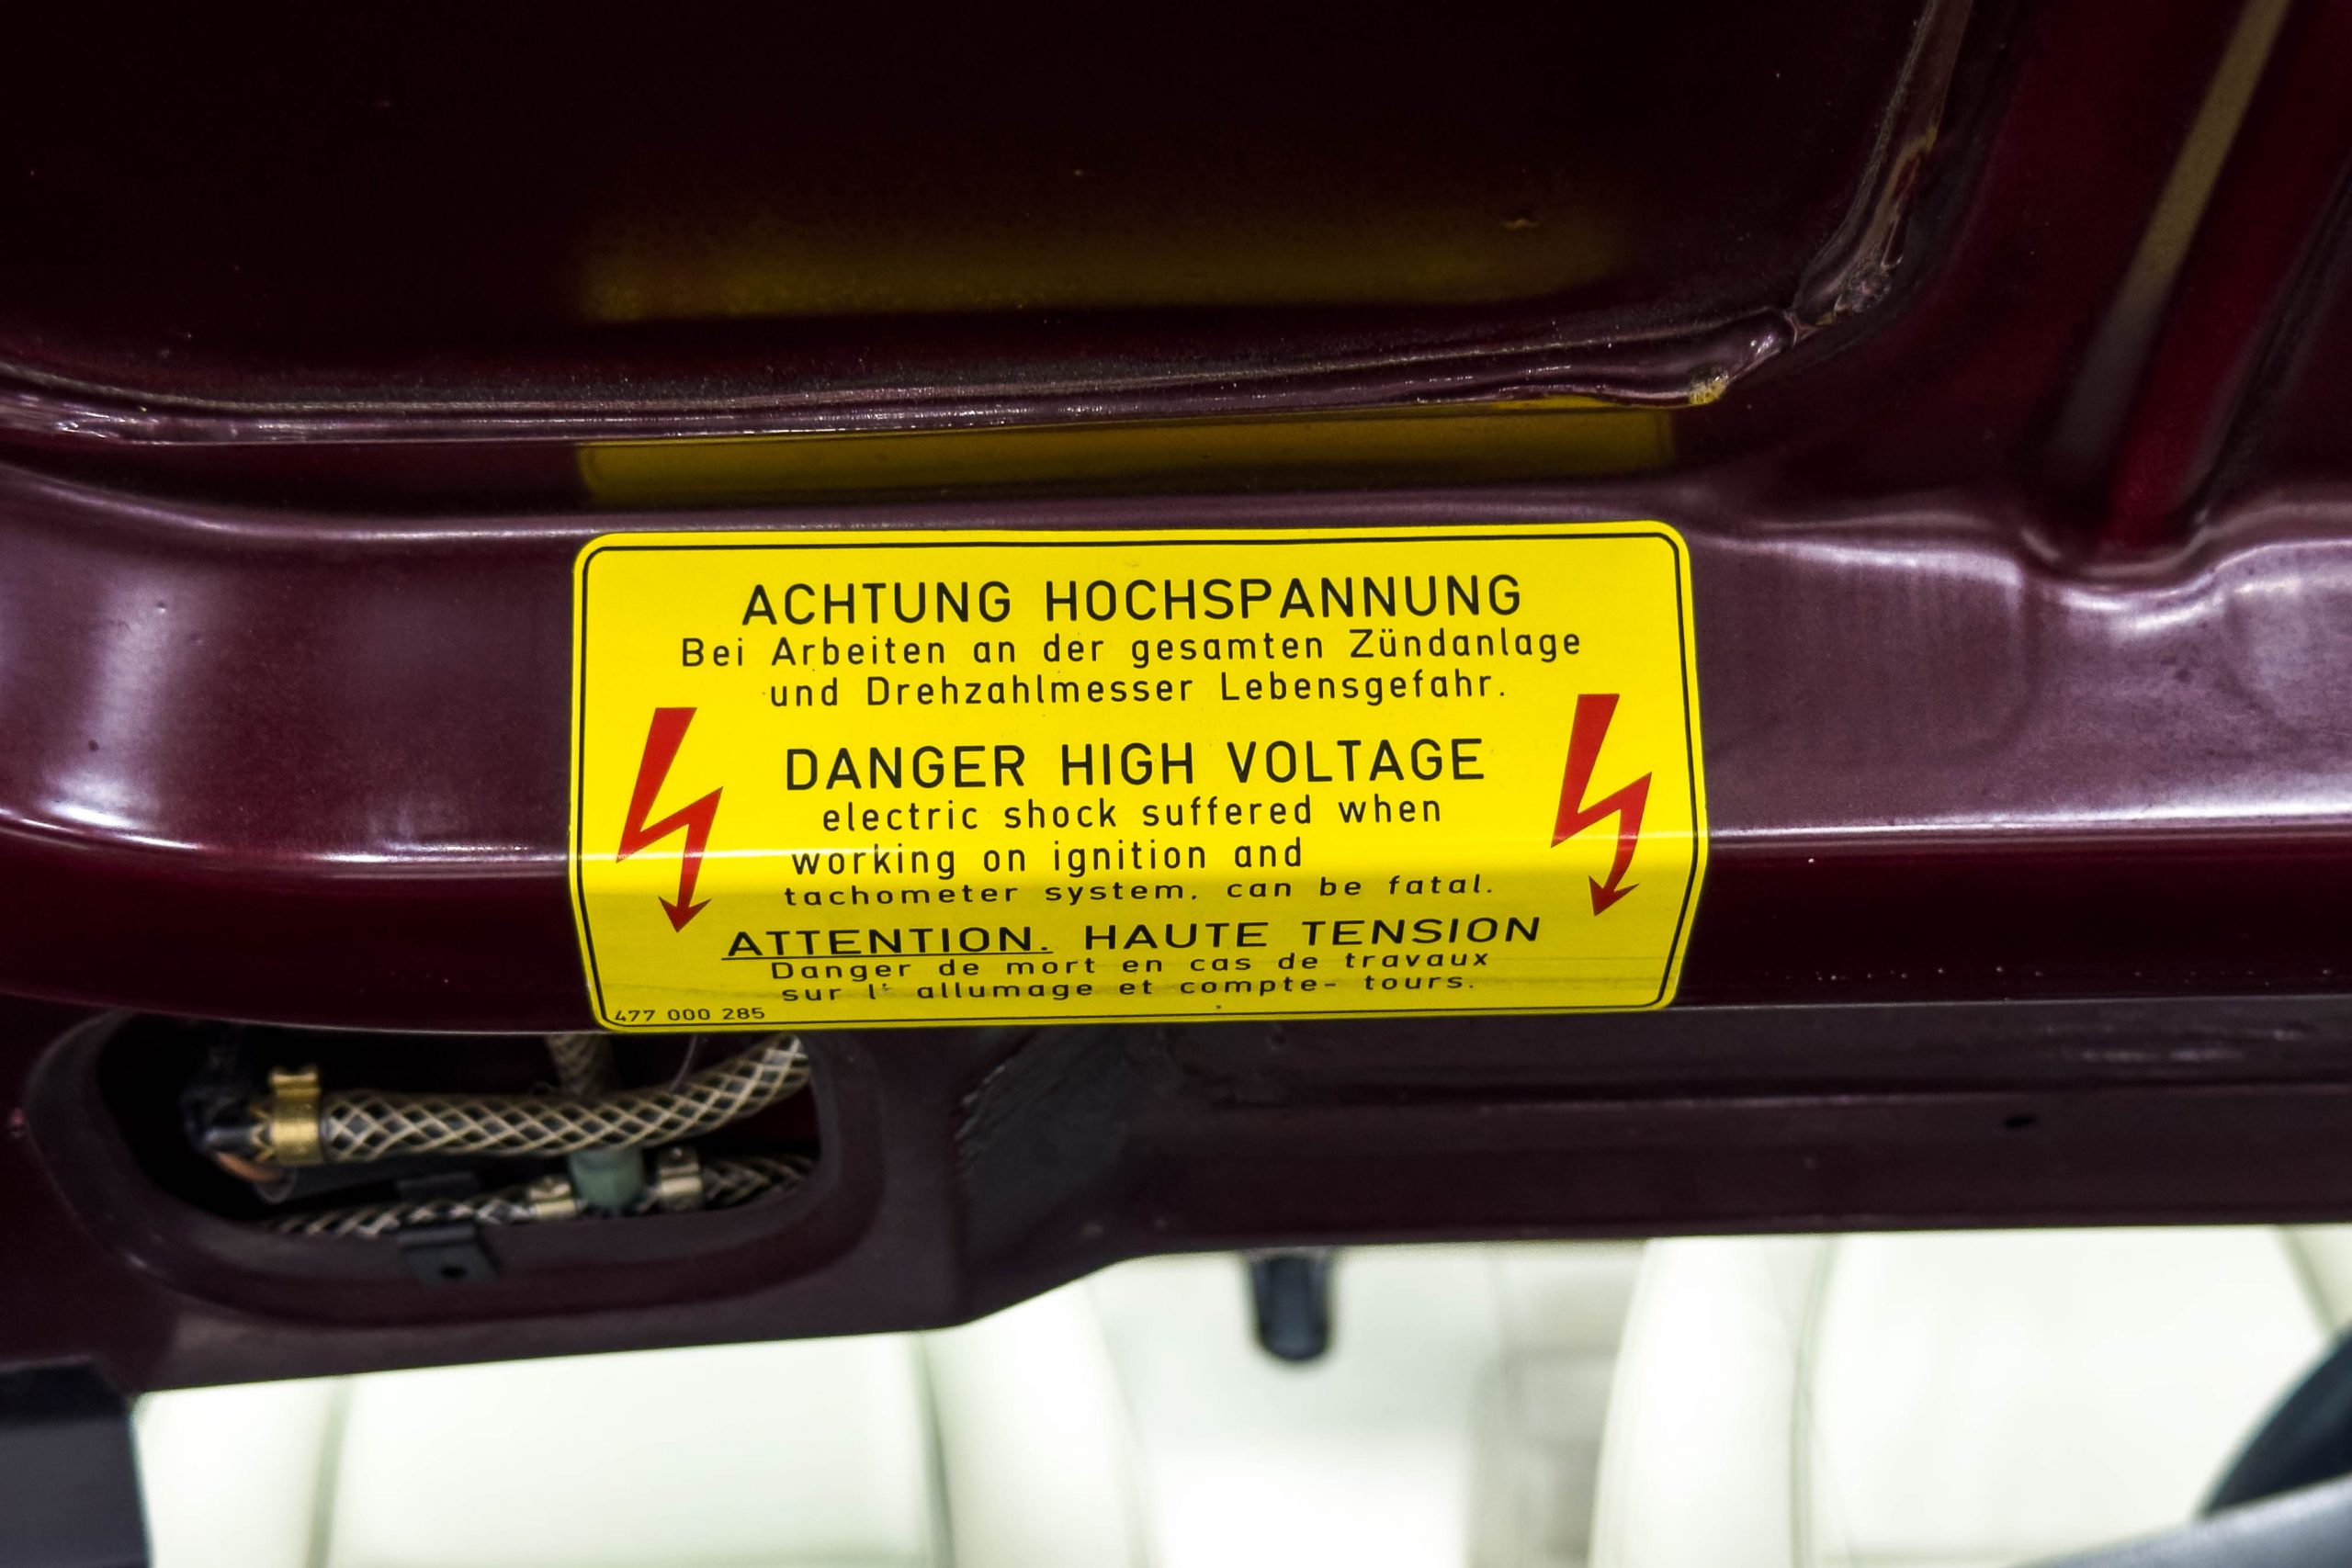 ACHTUNG HOCHSPANNUNG
Bei Arbeiten an der gesamten Zündanlage
und Drehzahlmesser Lebensgefahr.
DANGER HIGH VOLTAGE
electric shock suffered when
working on ignition and
tachometer system. can be fatal.
ATTENTION. HAUTE TENSION
Danger de mort en cas de travaux
sur l' allumage et compte- tours.
477 000 285